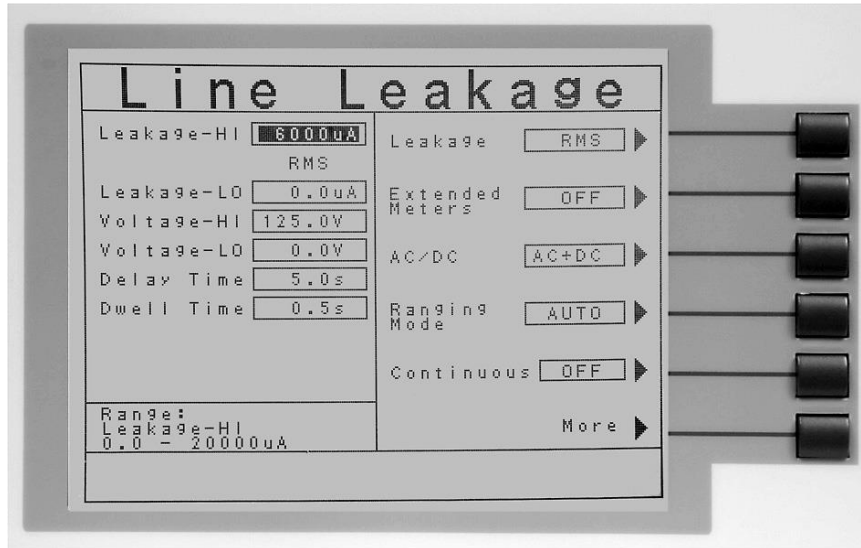 Line Leakage
Leakage-HI 6000uA
RMS
Leakage-LO 0.0uA
Voltage-HI 125.0V
Voltage-LO 0.0V
Delay Time 5.0s
Dwell Time 0.5s
Range:
Leakage-HI
0.0 - 20000uA
Leakage RMS
Extended
Meters OFF
AC/DC AC+DC
Ranging
Mode AUTO
Continuous OFF
More